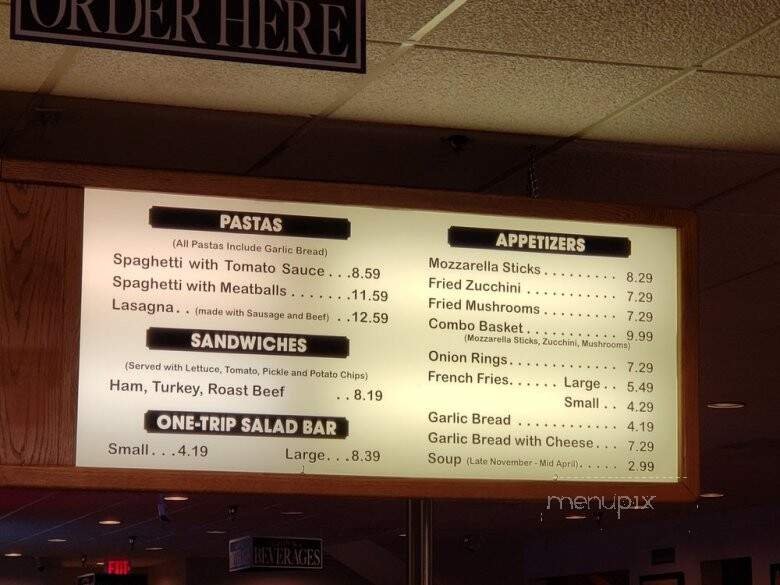 ORDER HERE
PASTAS
(All Pastas Include Garlic Bread)
Spaghetti with Tomato Sauce . . .8.59
Spaghetti with Meatballs . . . . . . .11.59
Lasagna. . (made with Sausage and Beef) . .12.59
SANDWICHES
(Served with Lettuce, Tomato, Pickle and Potato Chips)
Ham, Turkey, Roast Beef . . 8.19
ONE-TRIP SALAD BAR
Small. . .4.19 Large. . .8.39
APPETIZERS
Mozzarella Sticks . . . . . . . . . 8.29
Fried Zucchini . . . . . . . . . . . 7.29
Fried Mushrooms . . . . . . . . . 7.29
Combo Basket . . . . . . . . . . . 9.99
(Mozzarella Sticks, Zucchini, Mushrooms)
Onion Rings. . . . . . . . . . . . . 7.29
French Fries. . . . . . Large . . 5.49
Small . . 4.29
Garlic Bread . . . . . . . . . . . . 4.19
Garlic Bread with Cheese . . . 7.29
Soup (Late November - Mid April). . . . . . 2.99
menupix
BEVERAGES
EXIT